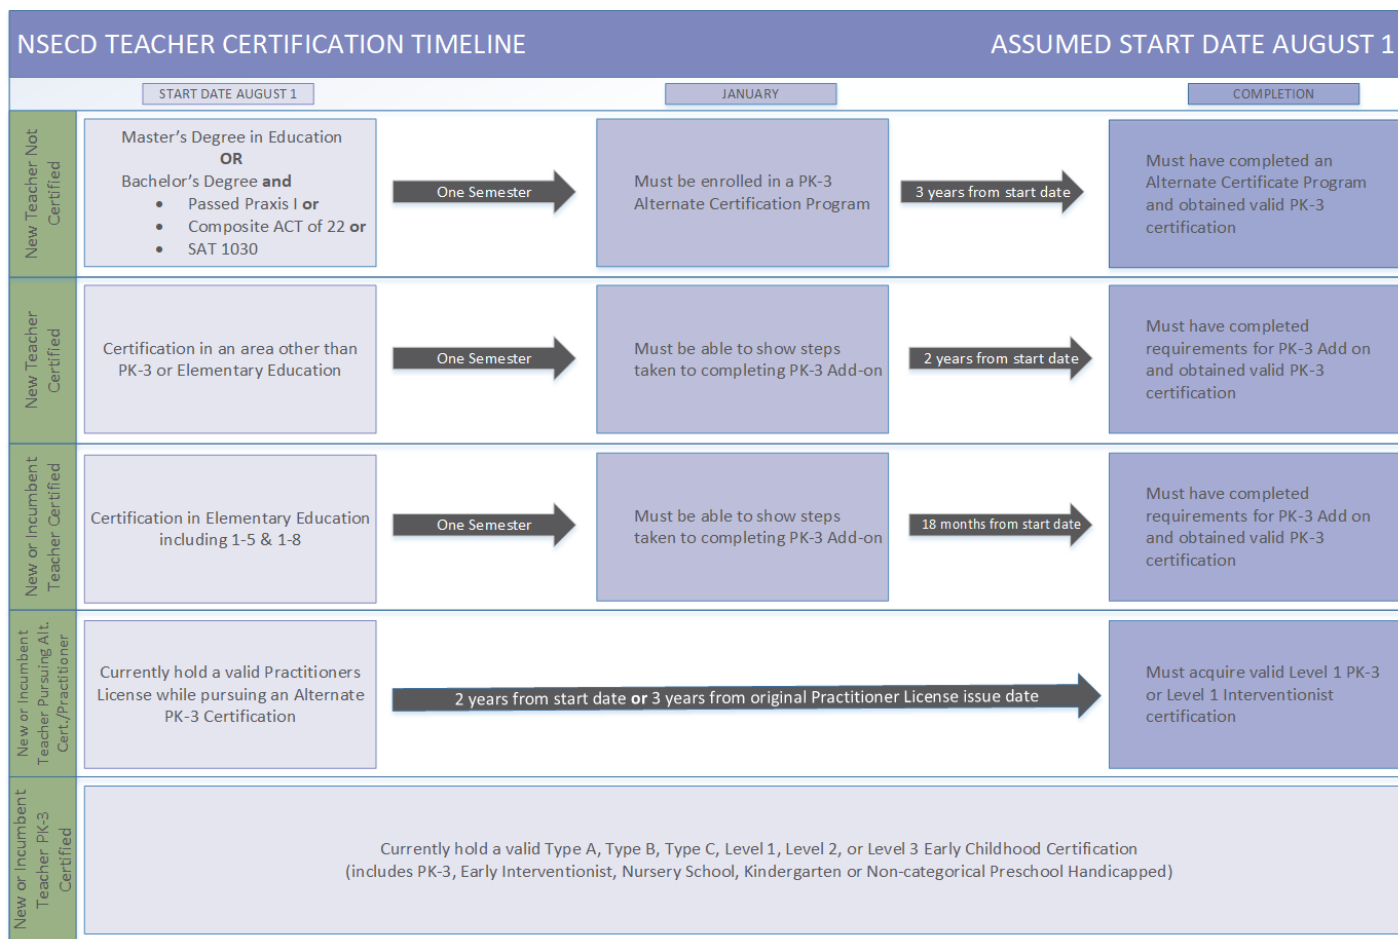 NSECD TEACHER CERTIFICATION TIMELINE
ASSUMED START DATE AUGUST 1
START DATE AUGUST 1
JANUARY
COMPLETION
New Teacher Not
Certified
Master's Degree in Education
OR
Bachelor's Degree and
• Passed Praxis I or
• Composite ACT of 22 or
• SAT 1030
One Semester
Must be enrolled in a PK-3
Alternate Certification Program
3 years from start date
Must have completed an
Alternate Certificate Program
and obtained valid PK-3
certification
New Teacher
Certified
Certification in an area other than
PK-3 or Elementary Education
One Semester
Must be able to show steps
taken to completing PK-3 Add-on
2 years from start date
Must have completed
requirements for PK-3 Add on
and obtained valid PK-3
certification
New or Incumbent
Teacher Certified
Certification in Elementary Education
including 1-5 & 1-8
One Semester
Must be able to show steps
taken to completing PK-3 Add-on
18 months from start date
Must have completed
requirements for PK-3 Add on
and obtained valid PK-3
certification
New or Incumbent
Teacher Pursuing Alt.
Cert./Practitioner
Currently hold a valid Practitioners
License while pursuing an Alternate
PK-3 Certification
2 years from start date or 3 years from original Practitioner License issue date
Must acquire valid Level 1 PK-3
or Level 1 Interventionist
certification
New or Incumbent
Teacher PK-3
Certified
Currently hold a valid Type A, Type B, Type C, Level 1, Level 2, or Level 3 Early Childhood Certification
(includes PK-3, Early Interventionist, Nursery School, Kindergarten or Non-categorical Preschool Handicapped)